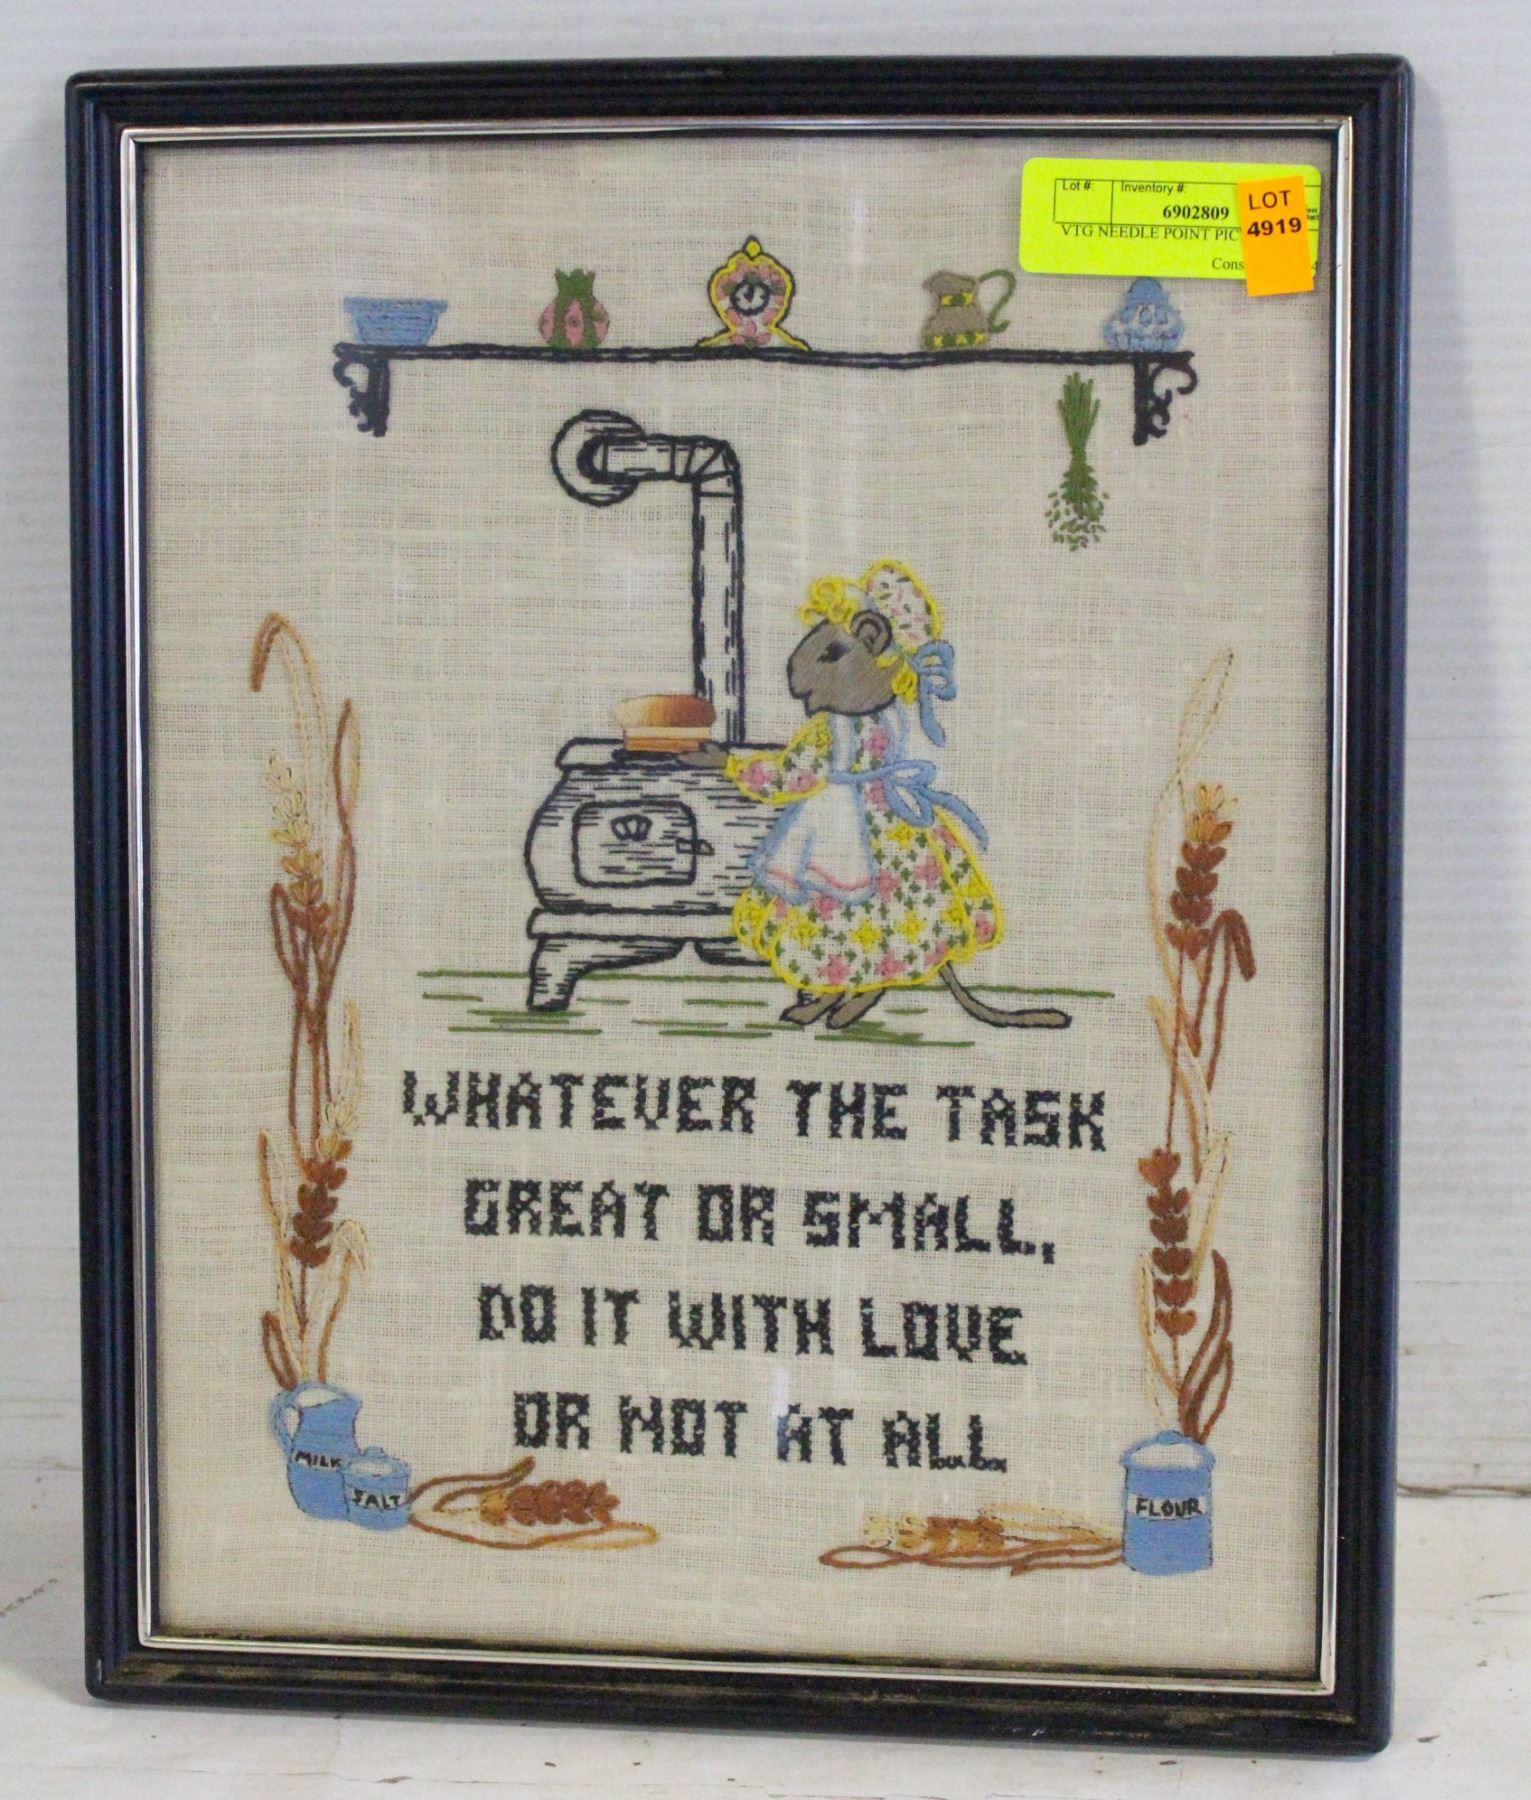 Lot #: Inventory #:
6902809
VTG NEEDLE POINT PIC
LOT
4919
WHATEVER THE TASK
GREAT OR SMALL,
DO IT WITH LOVE
OR NOT AT ALL
MILK
SALT
FLOUR